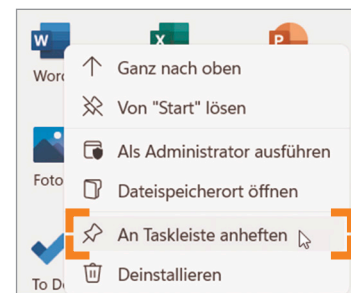 W
X
P
Word
Ganz nach oben
Von "Start" lösen
Als Administrator ausführen
Foto
Dateispeicherort öffnen
An Taskleiste anheften
To D
Deinstallieren